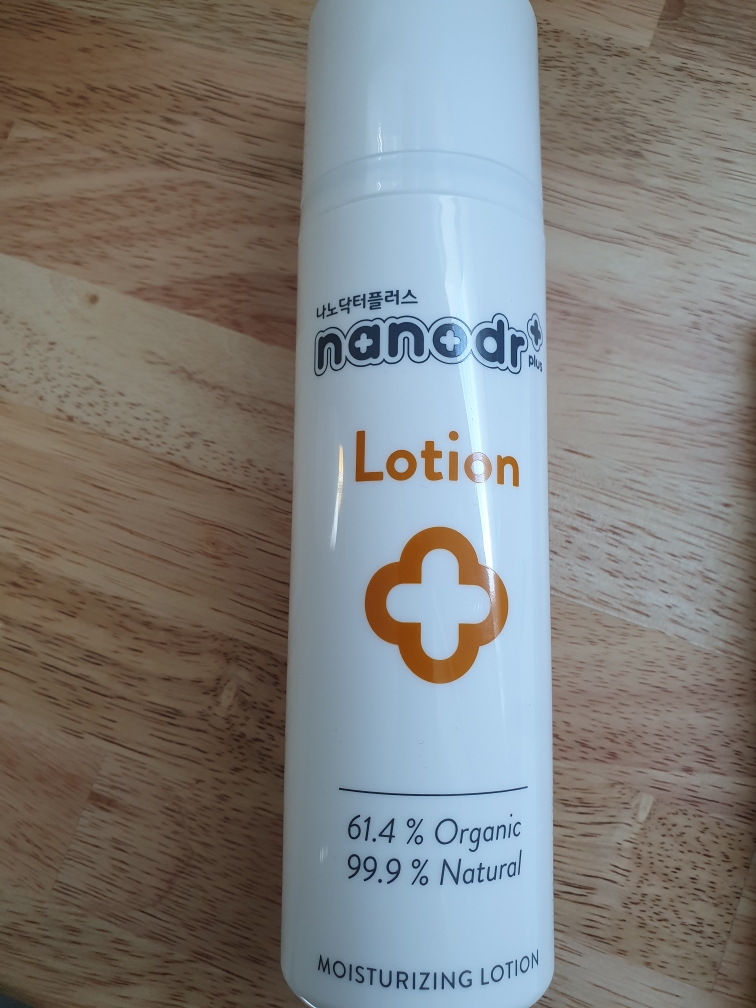 나노닥터플러스
nanodr
plus
Lotion
61.4 % Organic
99.9 % Natural
MOISTURIZING LOTION